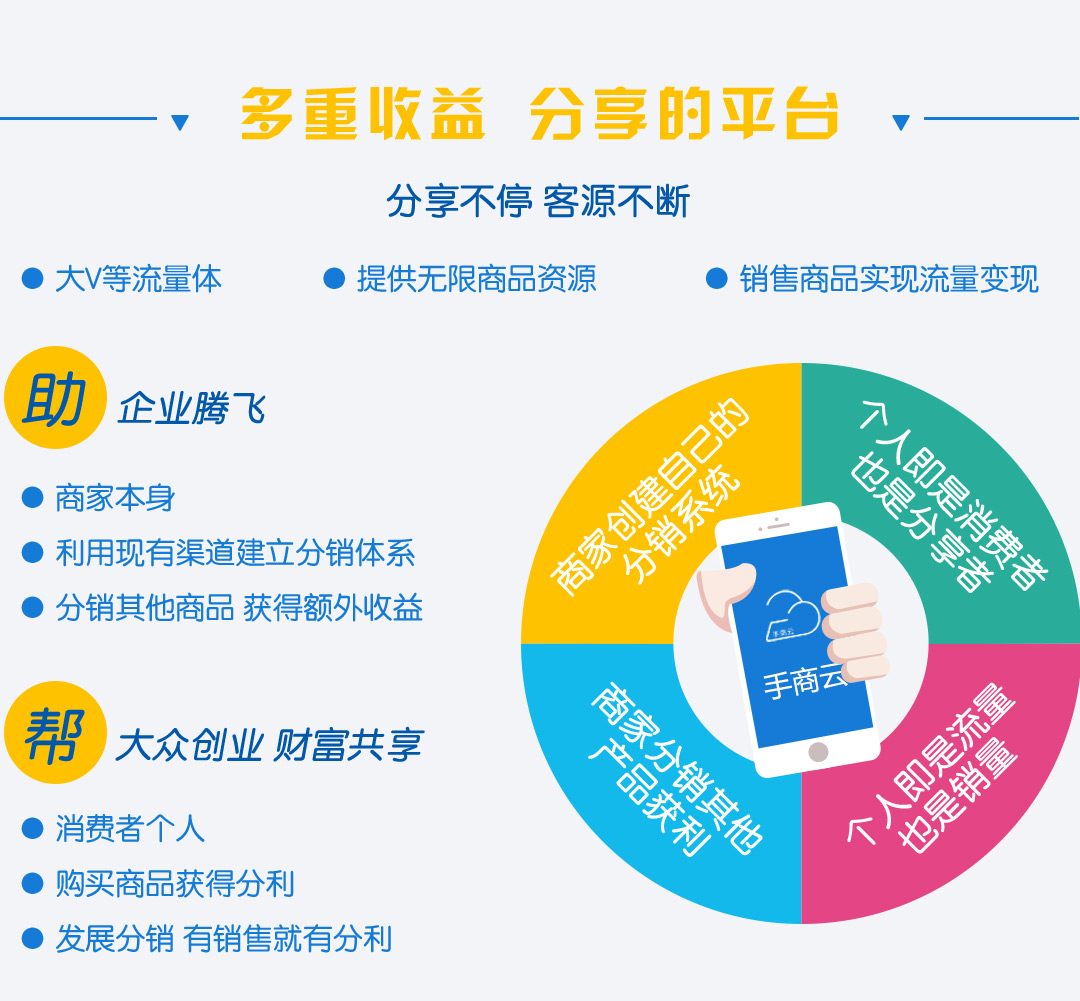 多重收益 分享的平台
分享不停 客源不断
大V等流量体
提供无限商品资源
销售商品实现流量变现
助 企业腾飞
商家本身
利用现有渠道建立分销体系
分销其他商品 获得额外收益
帮 大众创业 财富共享
消费者个人
购买商品获得分利
发展分销 有销售就有分利
商家创建自己的
分销系统
个人即是消费者
也是分享者
手商云
手商云
商家分销其他
产品获利
个人即是流量
也是销量